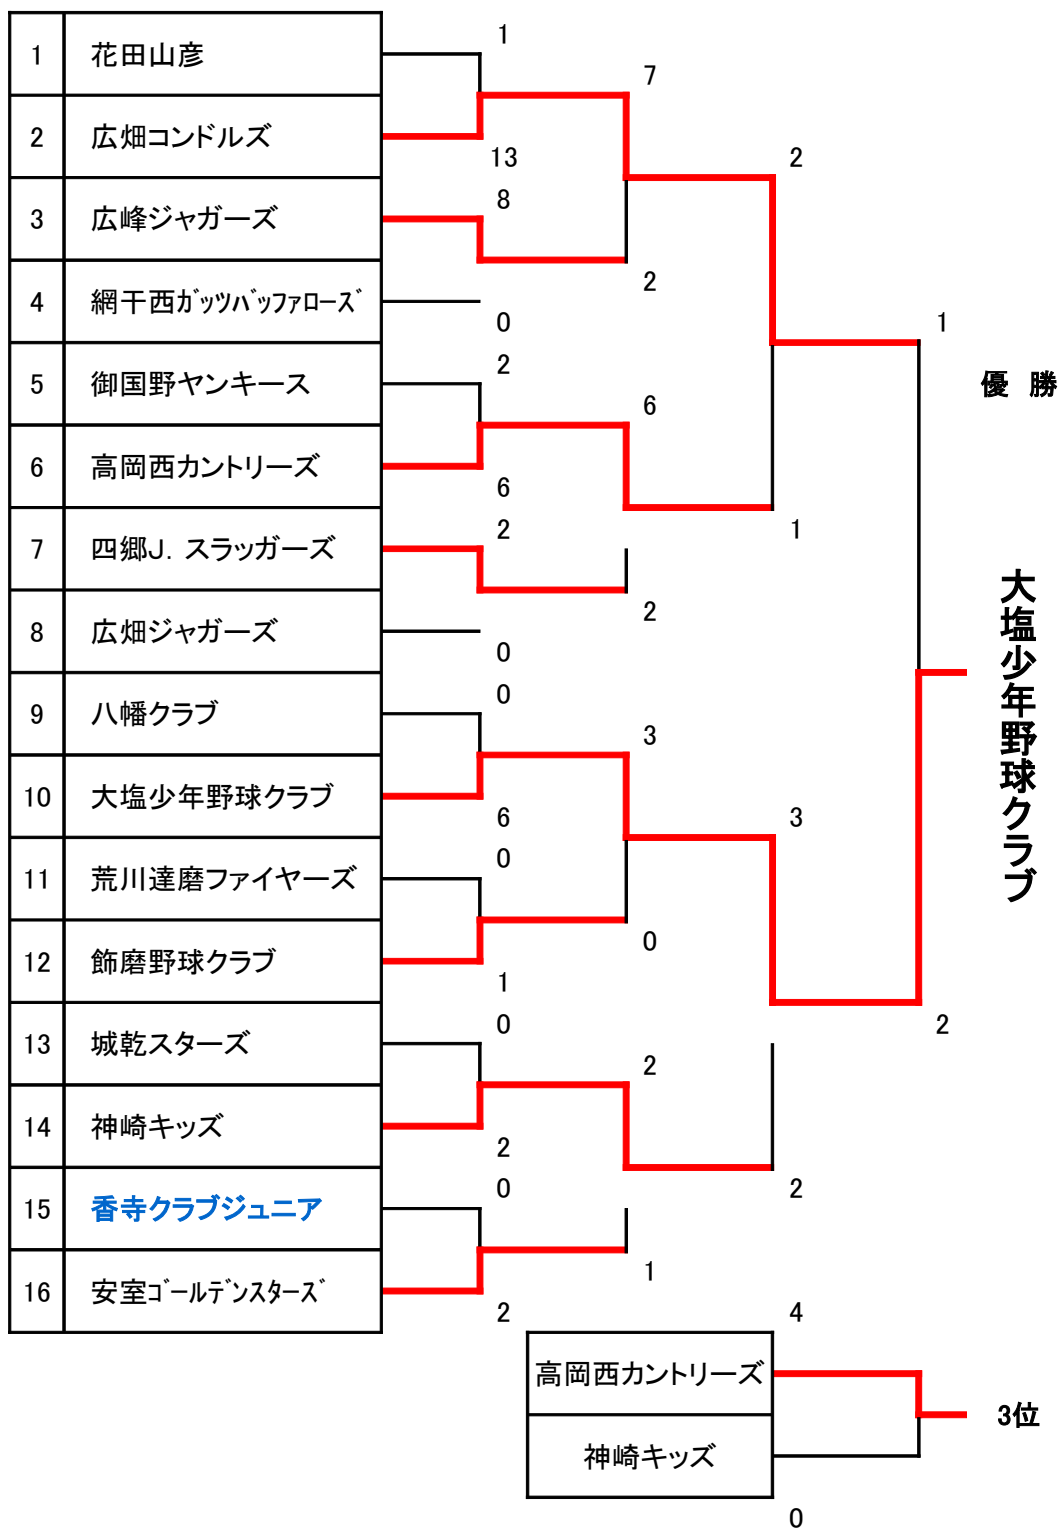 1 花田山彦
2 広畑コンドルズ
3 広峰ジャガーズ
4 網干西ｶﾞッツﾊﾞッファローズ
5 御国野ヤンキース
6 高岡西カントリーズ
7 四郷J．スラッガーズ
8 広畑ジャガーズ
9 八幡クラブ
10 大塩少年野球クラブ
11 荒川達磨ファイヤーズ
12 飾磨野球クラブ
13 城乾スターズ
14 神崎キッズ
15 香寺クラブジュニア
16 安室ｺﾞｰﾙﾃﾞﾝｽﾀｰｽﾞ
1
13
8
0
2
6
2
0
0
6
0
1
0
2
0
2
7
2
6
2
3
0
2
1
2
1
3
2
1
2
優　勝
大塩少年野球クラブ
高岡西カントリーズ
神崎キッズ
4
0
3位